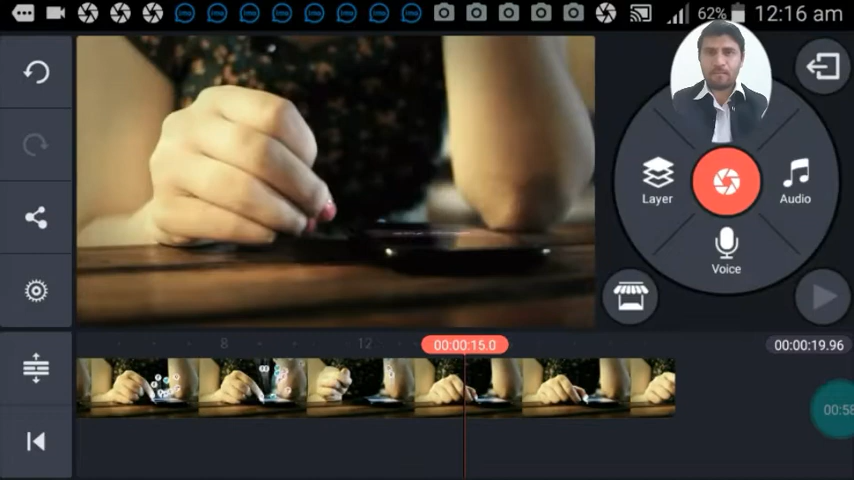 62% 12:16 am
Layer
Audio
Voice
8
12
00:00:15.0
00:00:19.96
00:58